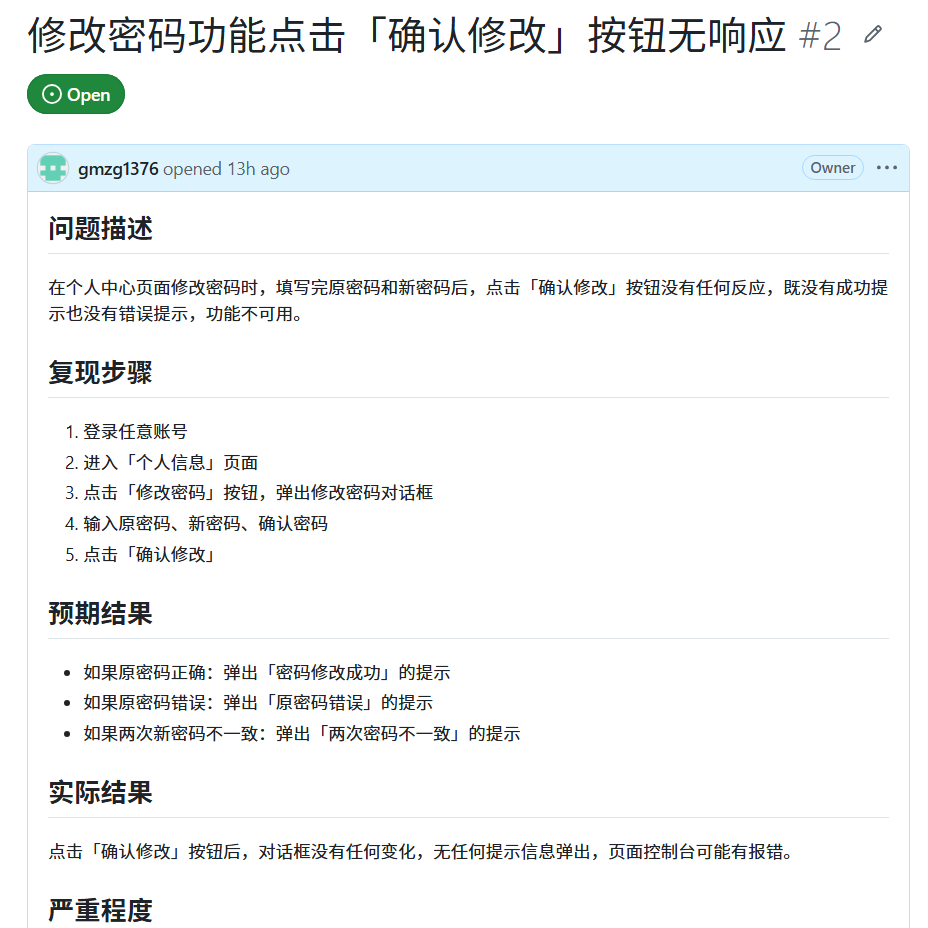 修改密码功能点击「确认修改」按钮无响应 #2
Open
gmzg1376 opened 13h ago
Owner
问题描述
在个人中心页面修改密码时，填写完原密码和新密码后，点击「确认修改」按钮没有任何反应，既没有成功提
示也没有错误提示，功能不可用。
复现步骤
1. 登录任意账号
2. 进入「个人信息」页面
3. 点击「修改密码」按钮，弹出修改密码对话框
4. 输入原密码、新密码、确认密码
5. 点击「确认修改」
预期结果
• 如果原密码正确：弹出「密码修改成功」的提示
• 如果原密码错误：弹出「原密码错误」的提示
• 如果两次新密码不一致：弹出「两次密码不一致」的提示
实际结果
点击「确认修改」按钮后，对话框没有任何变化，无任何提示信息弹出，页面控制台可能有报错。
严重程度